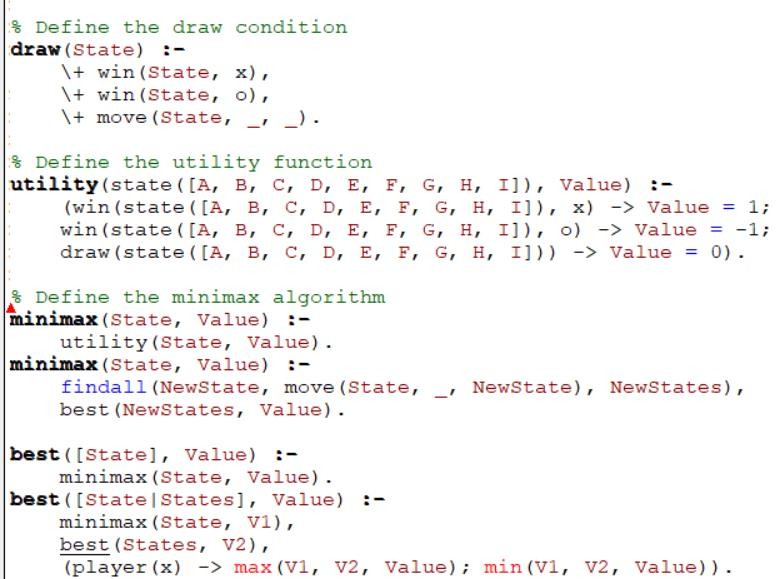 % Define the draw condition
draw(State) :-
    \+ win(State, x),
    \+ win(State, o),
    \+ move(State, _, _).
% Define the utility function
utility(state([A, B, C, D, E, F, G, H, I]), Value) :-
    (win(state([A, B, C, D, E, F, G, H, I]), x) -> Value = 1;
    win(state([A, B, C, D, E, F, G, H, I]), o) -> Value = -1;
    draw(state([A, B, C, D, E, F, G, H, I])) -> Value = 0).
% Define the minimax algorithm
minimax(State, Value) :-
    utility(State, Value).
minimax(State, Value) :-
    findall(NewState, move(State, _, NewState), NewStates),
    best(NewStates, Value).
best([State], Value) :-
    minimax(State, Value).
best([State|States], Value) :-
    minimax(State, V1),
    best(States, V2),
    (player(x) -> max(V1, V2, Value); min(V1, V2, Value)).